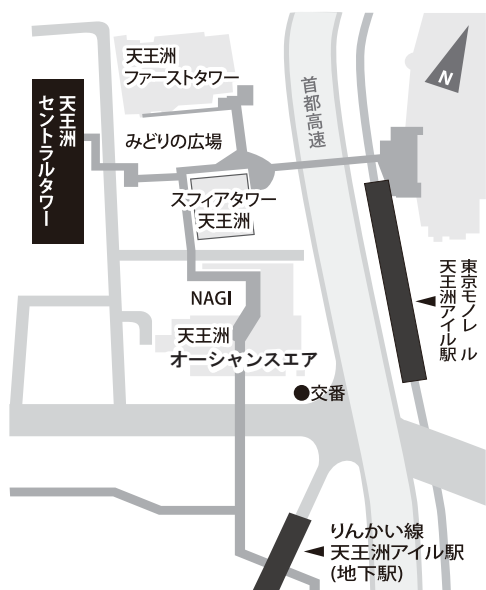 天王洲
ファーストタワー
N
首都高速
天王洲
セントラルタワー
みどりの広場
スフィアタワー
天王洲
東京モノレール
天王洲アイル駅
NAGI
天王洲
オーシャンスエア
●交番
りんかい線
天王洲アイル駅
(地下駅)